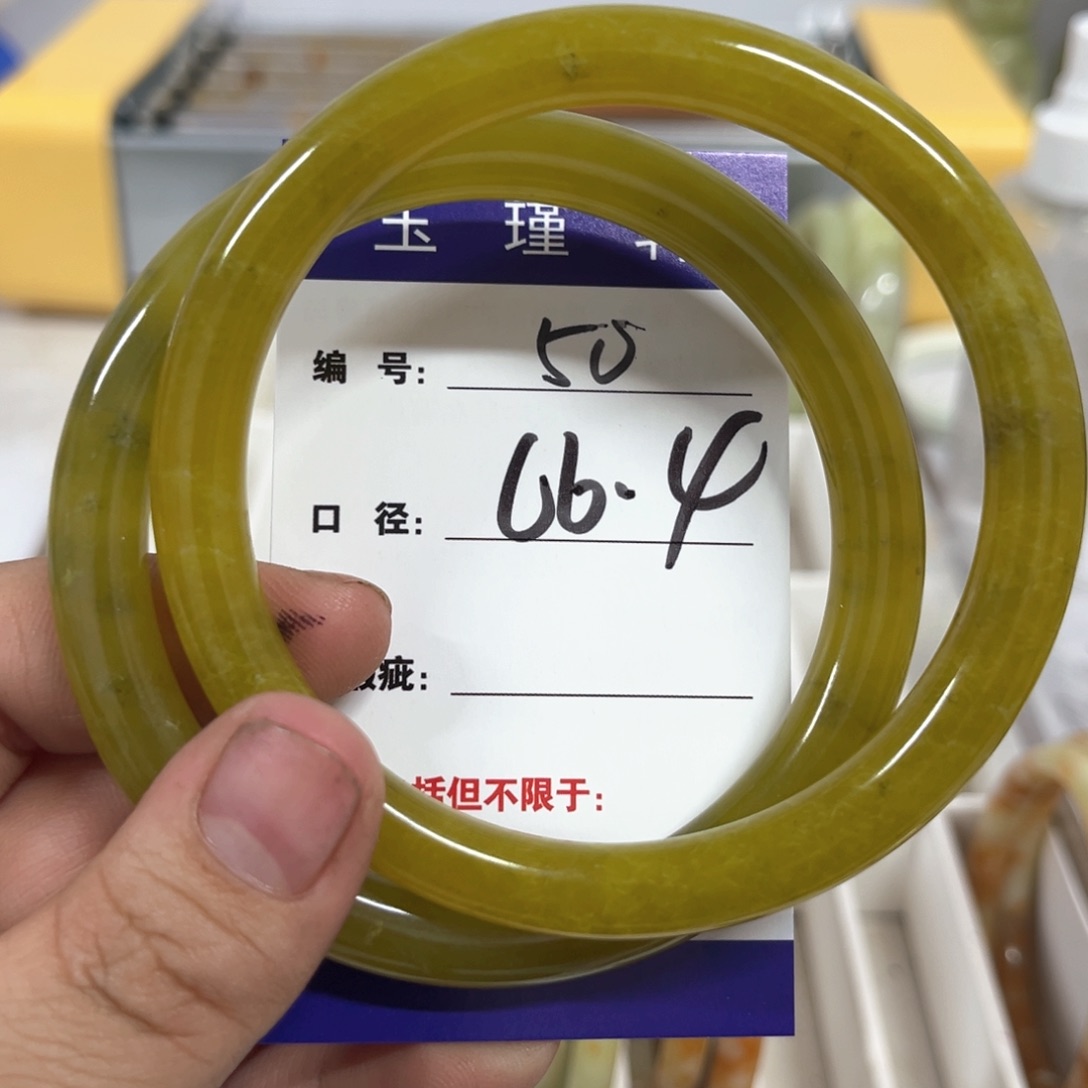 玉 瑾
编 号: 50
口 径: 66.4
疵:
括但不限于: